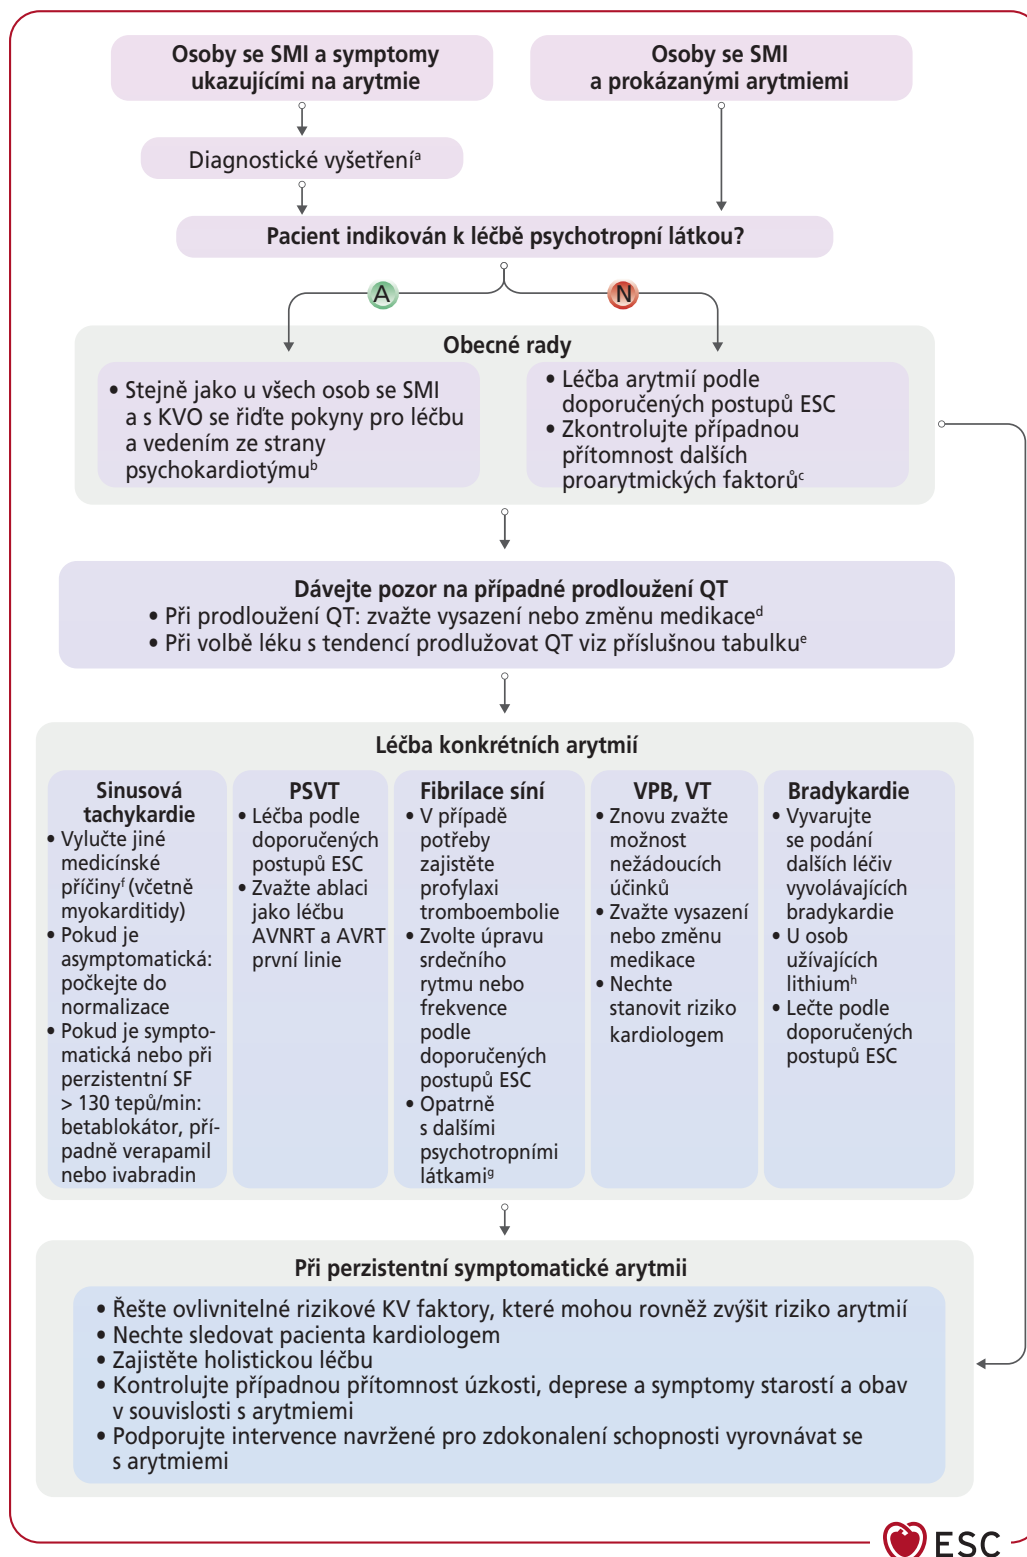 Osoby se SMI a symptomy
ukazujícími na arytmie
Osoby se SMI
a prokázanými arytmiemi
Diagnostické vyšetřeníᵃ
Pacient indikován k léčbě psychotropní látkou?
A
N
Obecné rady
• Stejně jako u všech osob se SMI
a s KVO se řiďte pokyny pro léčbu
a vedením ze strany
psychokardiotýmuᵇ
• Léčba arytmií podle
doporučených postupů ESC
• Zkontrolujte případnou
přítomnost dalších
proarytmických faktorůᶜ
Dávejte pozor na případné prodloužení QT
• Při prodloužení QT: zvažte vysazení nebo změnu medikaceᵈ
• Při volbě léku s tendencí prodlužovat QT viz příslušnou tabulkuᵉ
Léčba konkrétních arytmií
Sinusová
tachykardie
• Vylučte jiné
medicínské
příčinyᶠ (včetně
myokarditidy)
• Pokud je
asymptomatická:
počkejte do
normalizace
• Pokud je sympto-
matická nebo při
perzistentní SF
> 130 tepů/min:
betablokátor, pří-
padně verapamil
nebo ivabradin
PSVT
• Léčba podle
doporučených
postupů ESC
• Zvažte ablaci
jako léčbu
AVNRT a AVRT
první linie
Fibrilace síní
• V případě
potřeby
zajistěte
profylaxi
tromboembolie
• Zvolte úpravu
srdečního
rytmu nebo
frekvence
podle
doporučených
postupů ESC
• Opatrně
s dalšími
psychotropními
látkamiᵍ
VPB, VT
• Znovu zvažte
možnost
nežádoucích
účinků
• Zvažte vysazení
nebo změnu
medikace
• Nechte
stanovit riziko
kardiologem
Bradykardie
• Vyvarujte
se podání
dalších léčiv
vyvolávajících
bradykardie
• U osob
užívajících
lithiumʰ
• Lečte podle
doporučených
postupů ESC
Při perzistentní symptomatické arytmii
• Řešte ovlivnitelné rizikové KV faktory, které mohou rovněž zvýšit riziko arytmií
• Nechte sledovat pacienta kardiologem
• Zajistěte holistickou léčbu
• Kontrolujte případnou přítomnost úzkosti, deprese a symptomy starostí a obav
v souvislosti s arytmiemi
• Podporujte intervence navržené pro zdokonalení schopnosti vyrovnávat se
s arytmiemi
ESC